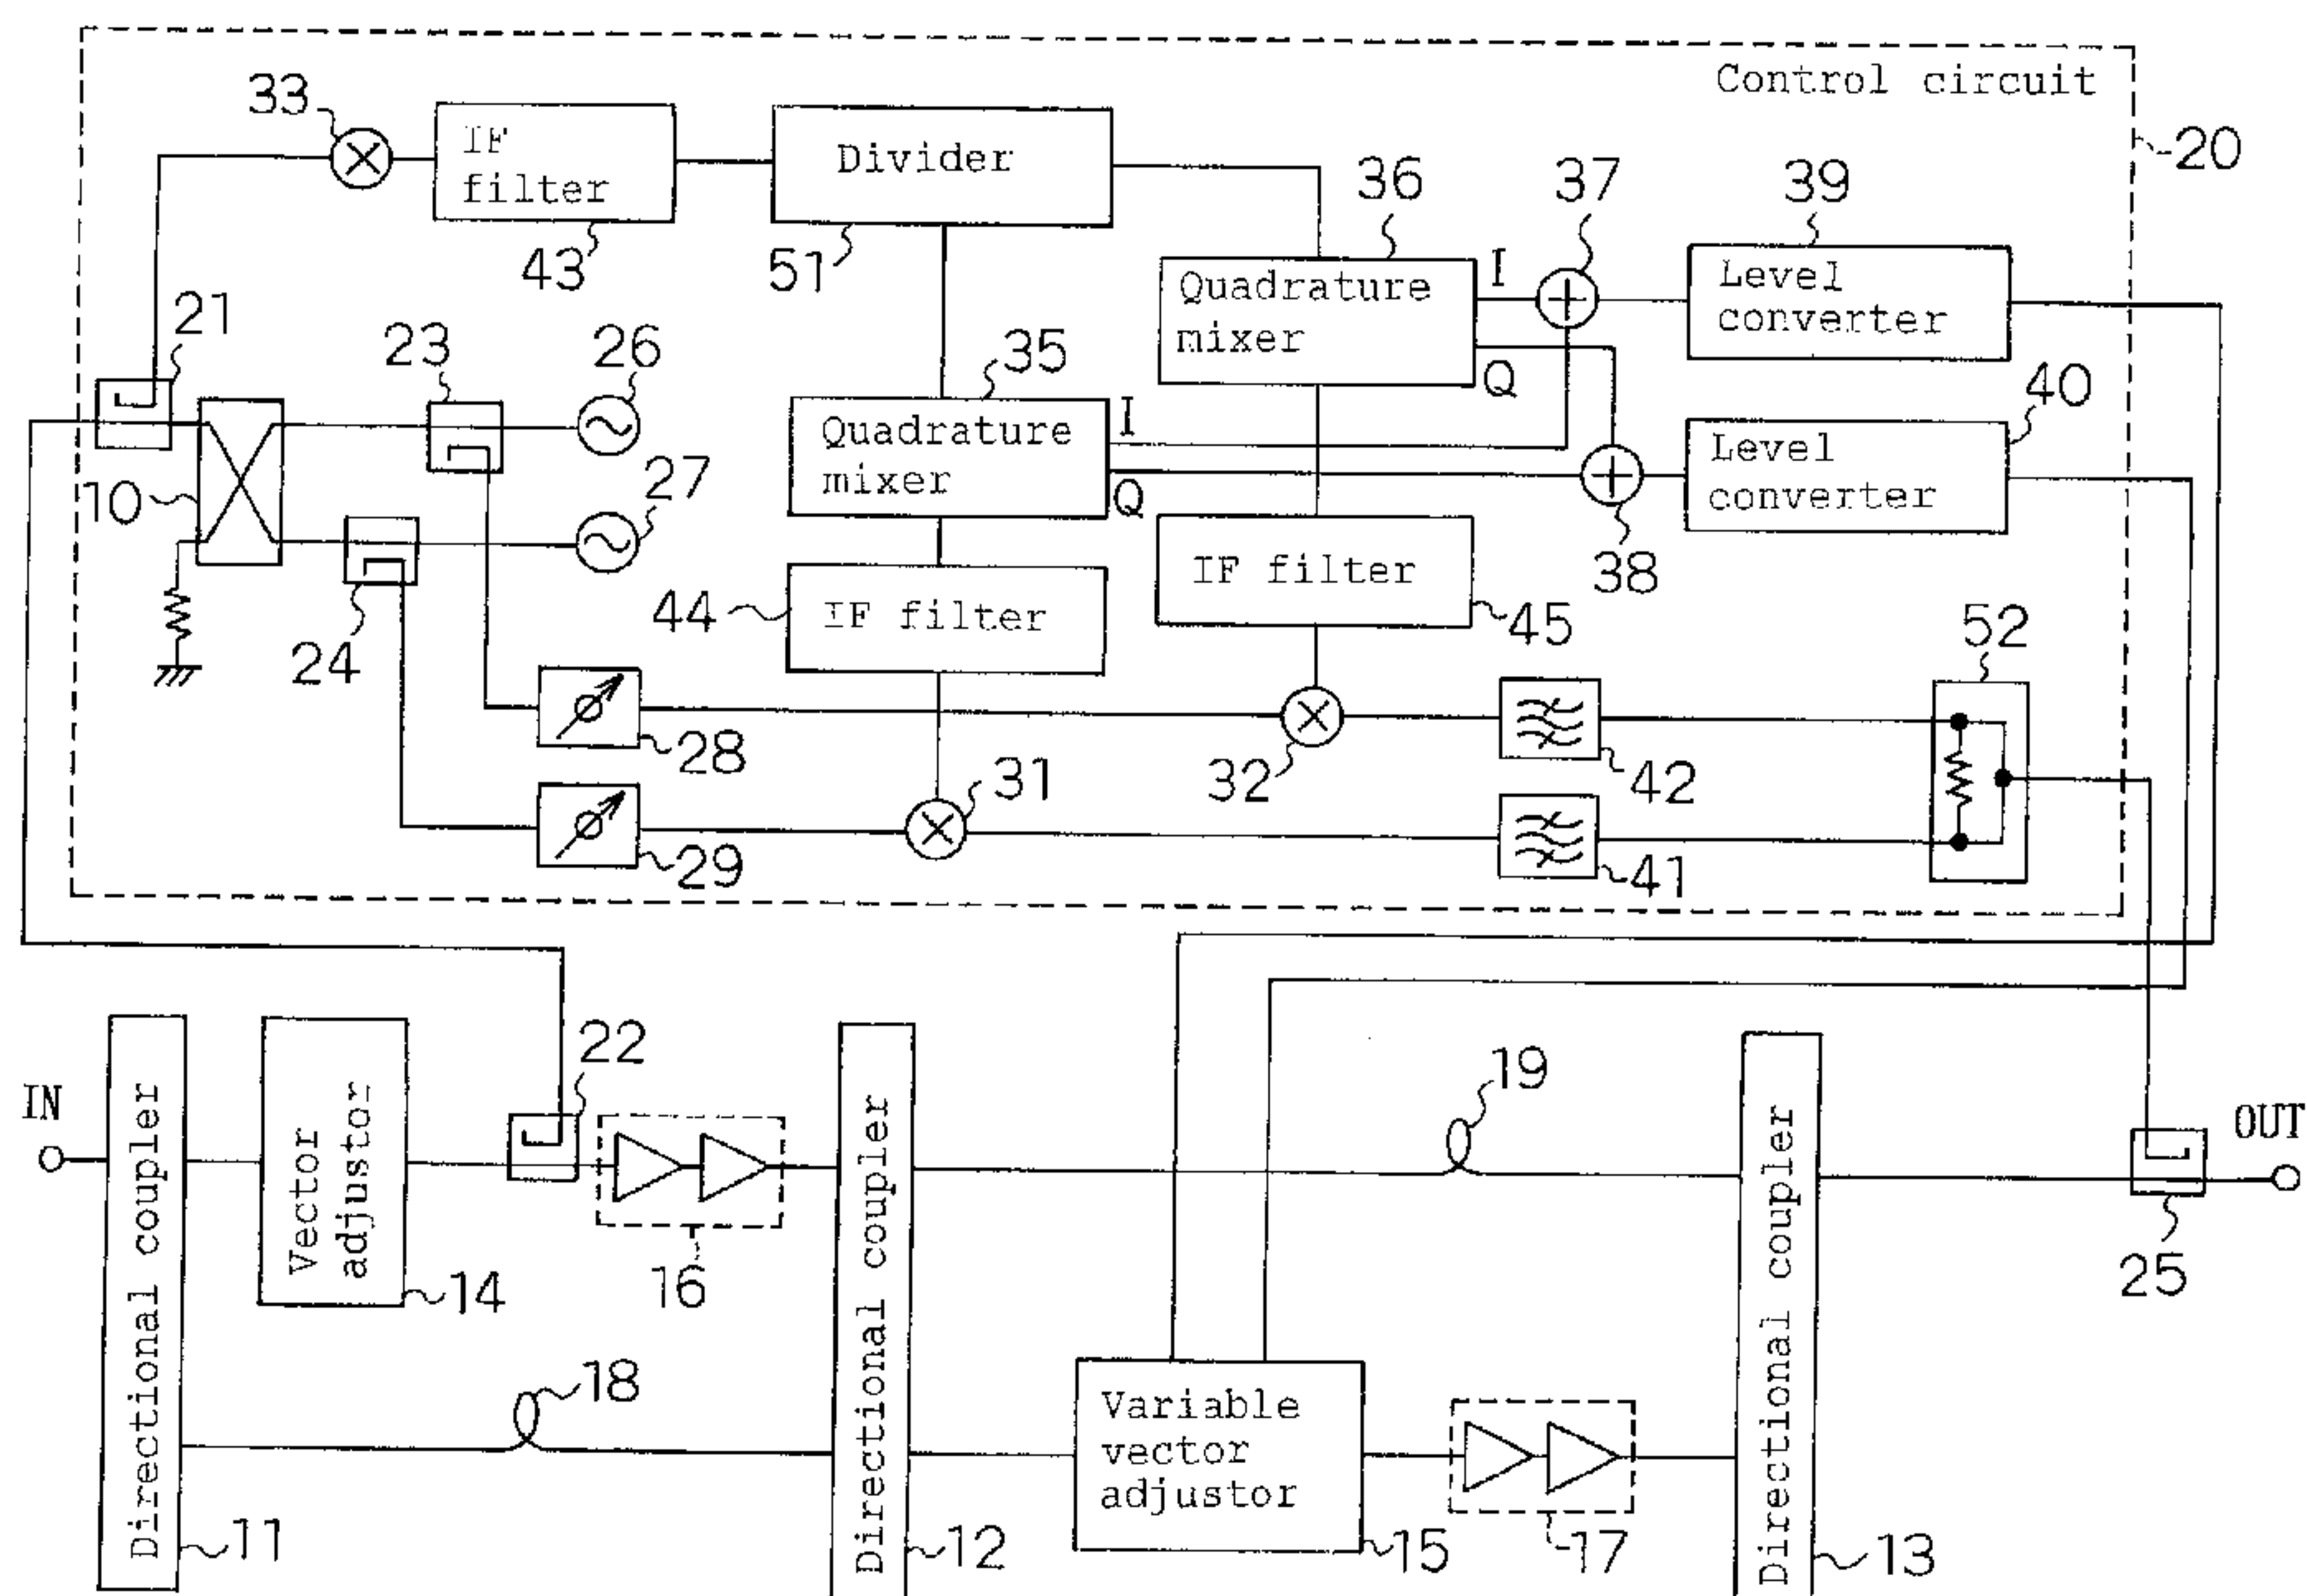 Control circuit
20
33
IF
filter
43
Divider
51
36
37
39
Quadrature
mixer
I
Q
Level
converter
21
23
26
35
40
Quadrature
mixer
I
Q
Level
converter
10
27
38
24
44
IF filter
IF filter
45
52
28
32
42
29
31
41
IN
Directional coupler
11
Vector
adjustor
14
22
16
18
Directional coupler
12
19
Variable
vector
adjustor
15
17
Directional coupler
13
OUT
25